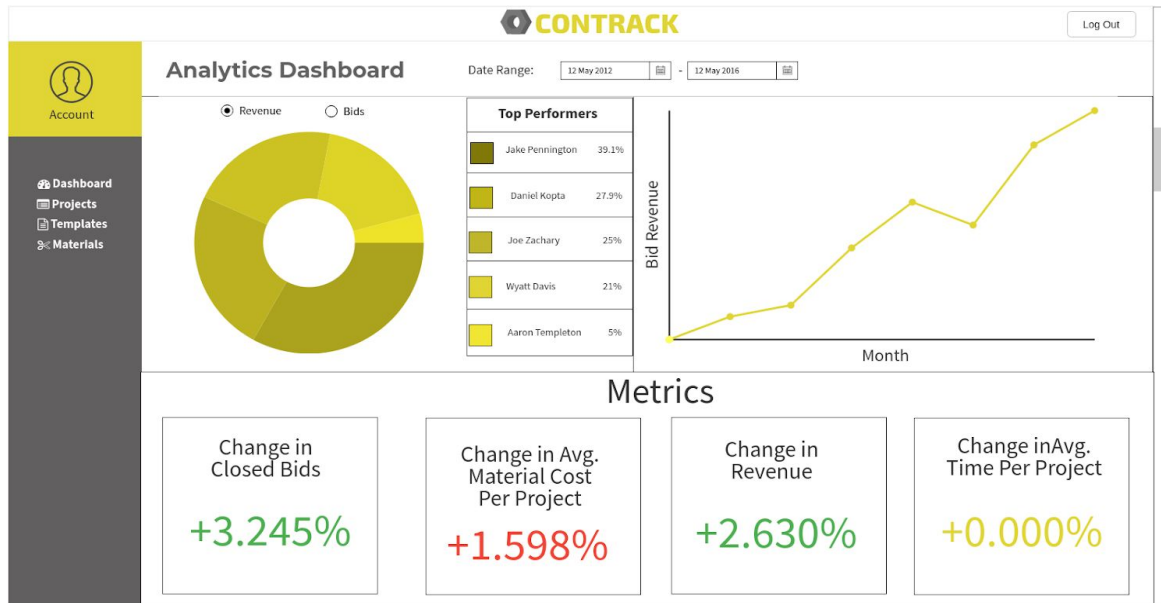 CONTRACK
Log Out
Account
Analytics Dashboard
Date Range:
12 May 2012
-
12 May 2016
Dashboard
Projects
Templates
Materials
Revenue
Bids
Top Performers
Jake Pennington 39.1%
Daniel Kopta 27.9%
Joe Zachary 25%
Wyatt Davis 21%
Aaron Templeton 5%
Bid Revenue
Month
Metrics
Change in
Closed Bids
+3.245%
Change in Avg.
Material Cost
Per Project
+1.598%
Change in
Revenue
+2.630%
Change inAvg.
Time Per Project
+0.000%